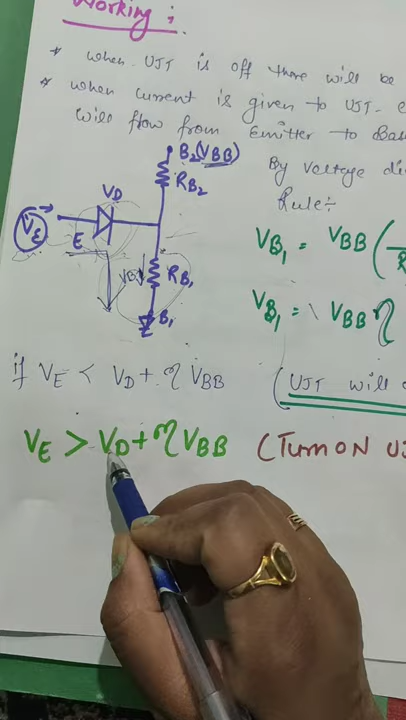 Working :
* When UJT is off there will be
* When current is given to UJT
will flow from Emitter to Bas
B2 (VBB)
RB2
By Voltage di
Rule:-
VD
VE
E
VB1 = VBB (
R
RB1
B1
VB1 = VBB η
if VE < VD + η VBB
(UJT will
VE > VD + η VBB (Turn ON U